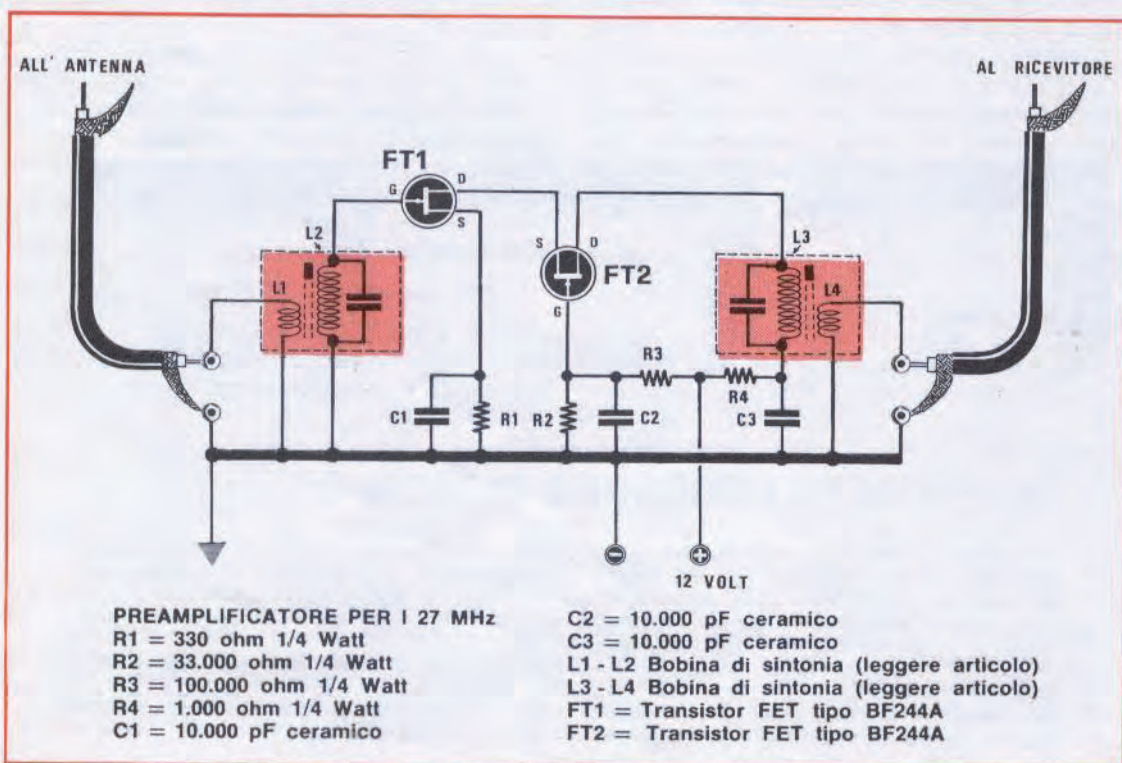 ALL' ANTENNA
AL RICEVITORE
FT1
G
D
S
L2
L1
S
D
FT2
G
L3
L4
R3
R4
C1
R1
R2
C2
C3
12 VOLT
PREAMPLIFICATORE PER I 27 MHz
R1 = 330 ohm 1/4 Watt
R2 = 33.000 ohm 1/4 Watt
R3 = 100.000 ohm 1/4 Watt
R4 = 1.000 ohm 1/4 Watt
C1 = 10.000 pF ceramico
C2 = 10.000 pF ceramico
C3 = 10.000 pF ceramico
L1 - L2 Bobina di sintonia (leggere articolo)
L3 - L4 Bobina di sintonia (leggere articolo)
FT1 = Transistor FET tipo BF244A
FT2 = Transistor FET tipo BF244A